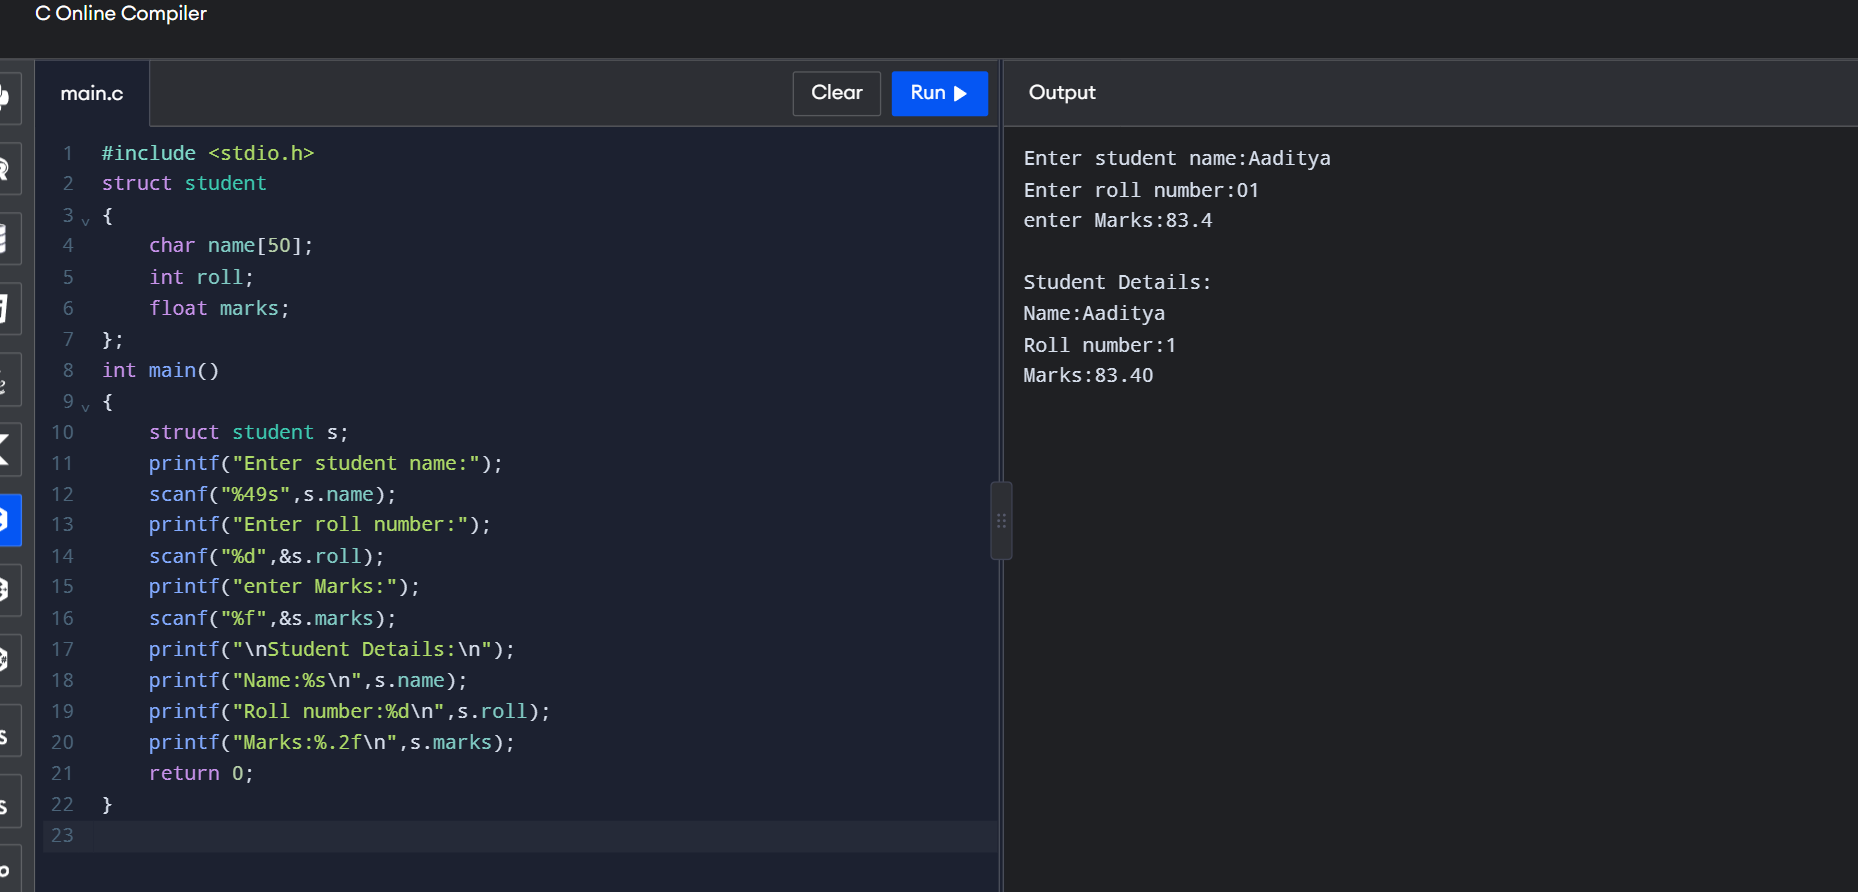 C Online Compiler
main.c
Clear
Run
Output
1 #include <stdio.h>
2 struct student
3 {
4     char name[50];
5     int roll;
6     float marks;
7 };
8 int main()
9 {
10     struct student s;
11     printf("Enter student name:");
12     scanf("%49s",s.name);
13     printf("Enter roll number:");
14     scanf("%d",&s.roll);
15     printf("enter Marks:");
16     scanf("%f",&s.marks);
17     printf("\nStudent Details:\n");
18     printf("Name:%s\n",s.name);
19     printf("Roll number:%d\n",s.roll);
20     printf("Marks:%.2f\n",s.marks);
21     return 0;
22 }
23
Enter student name:Aaditya
Enter roll number:01
enter Marks:83.4
Student Details:
Name:Aaditya
Roll number:1
Marks:83.40